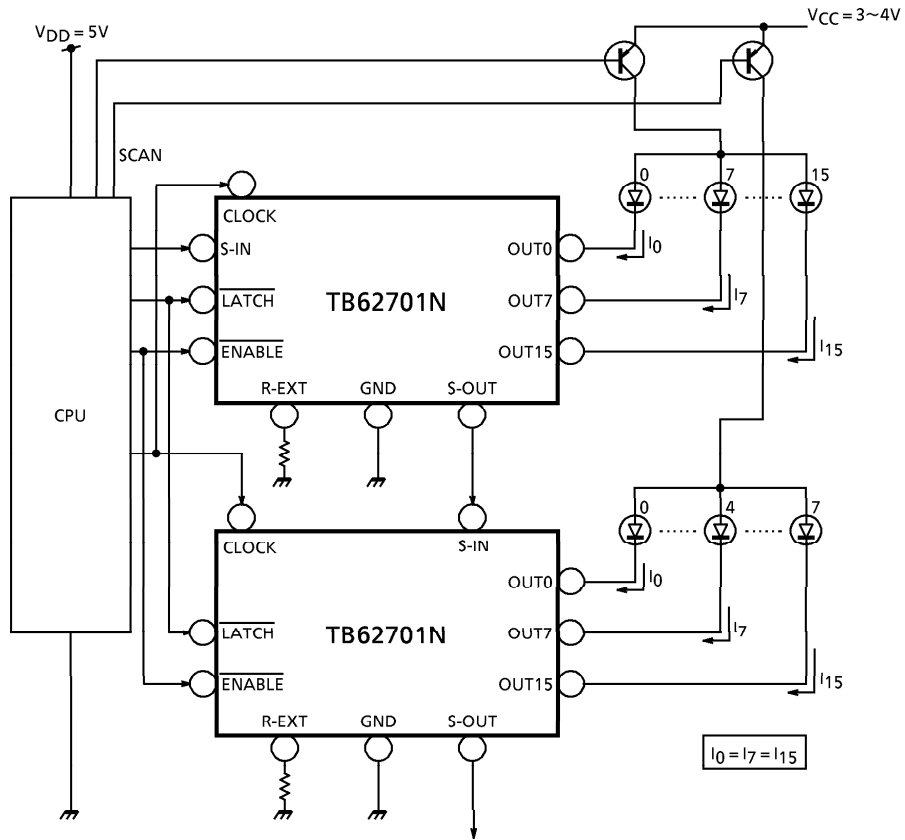 V_DD = 5V
V_CC = 3~4V
SCAN
0
7
15
CLOCK
S-IN
LATCH
ENABLE
TB62701N
OUT0
OUT7
OUT15
I0
I7
I15
R-EXT
GND
S-OUT
CPU
0
4
7
CLOCK
S-IN
LATCH
ENABLE
TB62701N
OUT0
OUT7
OUT15
I0
I7
I15
R-EXT
GND
S-OUT
I0 = I7 = I15